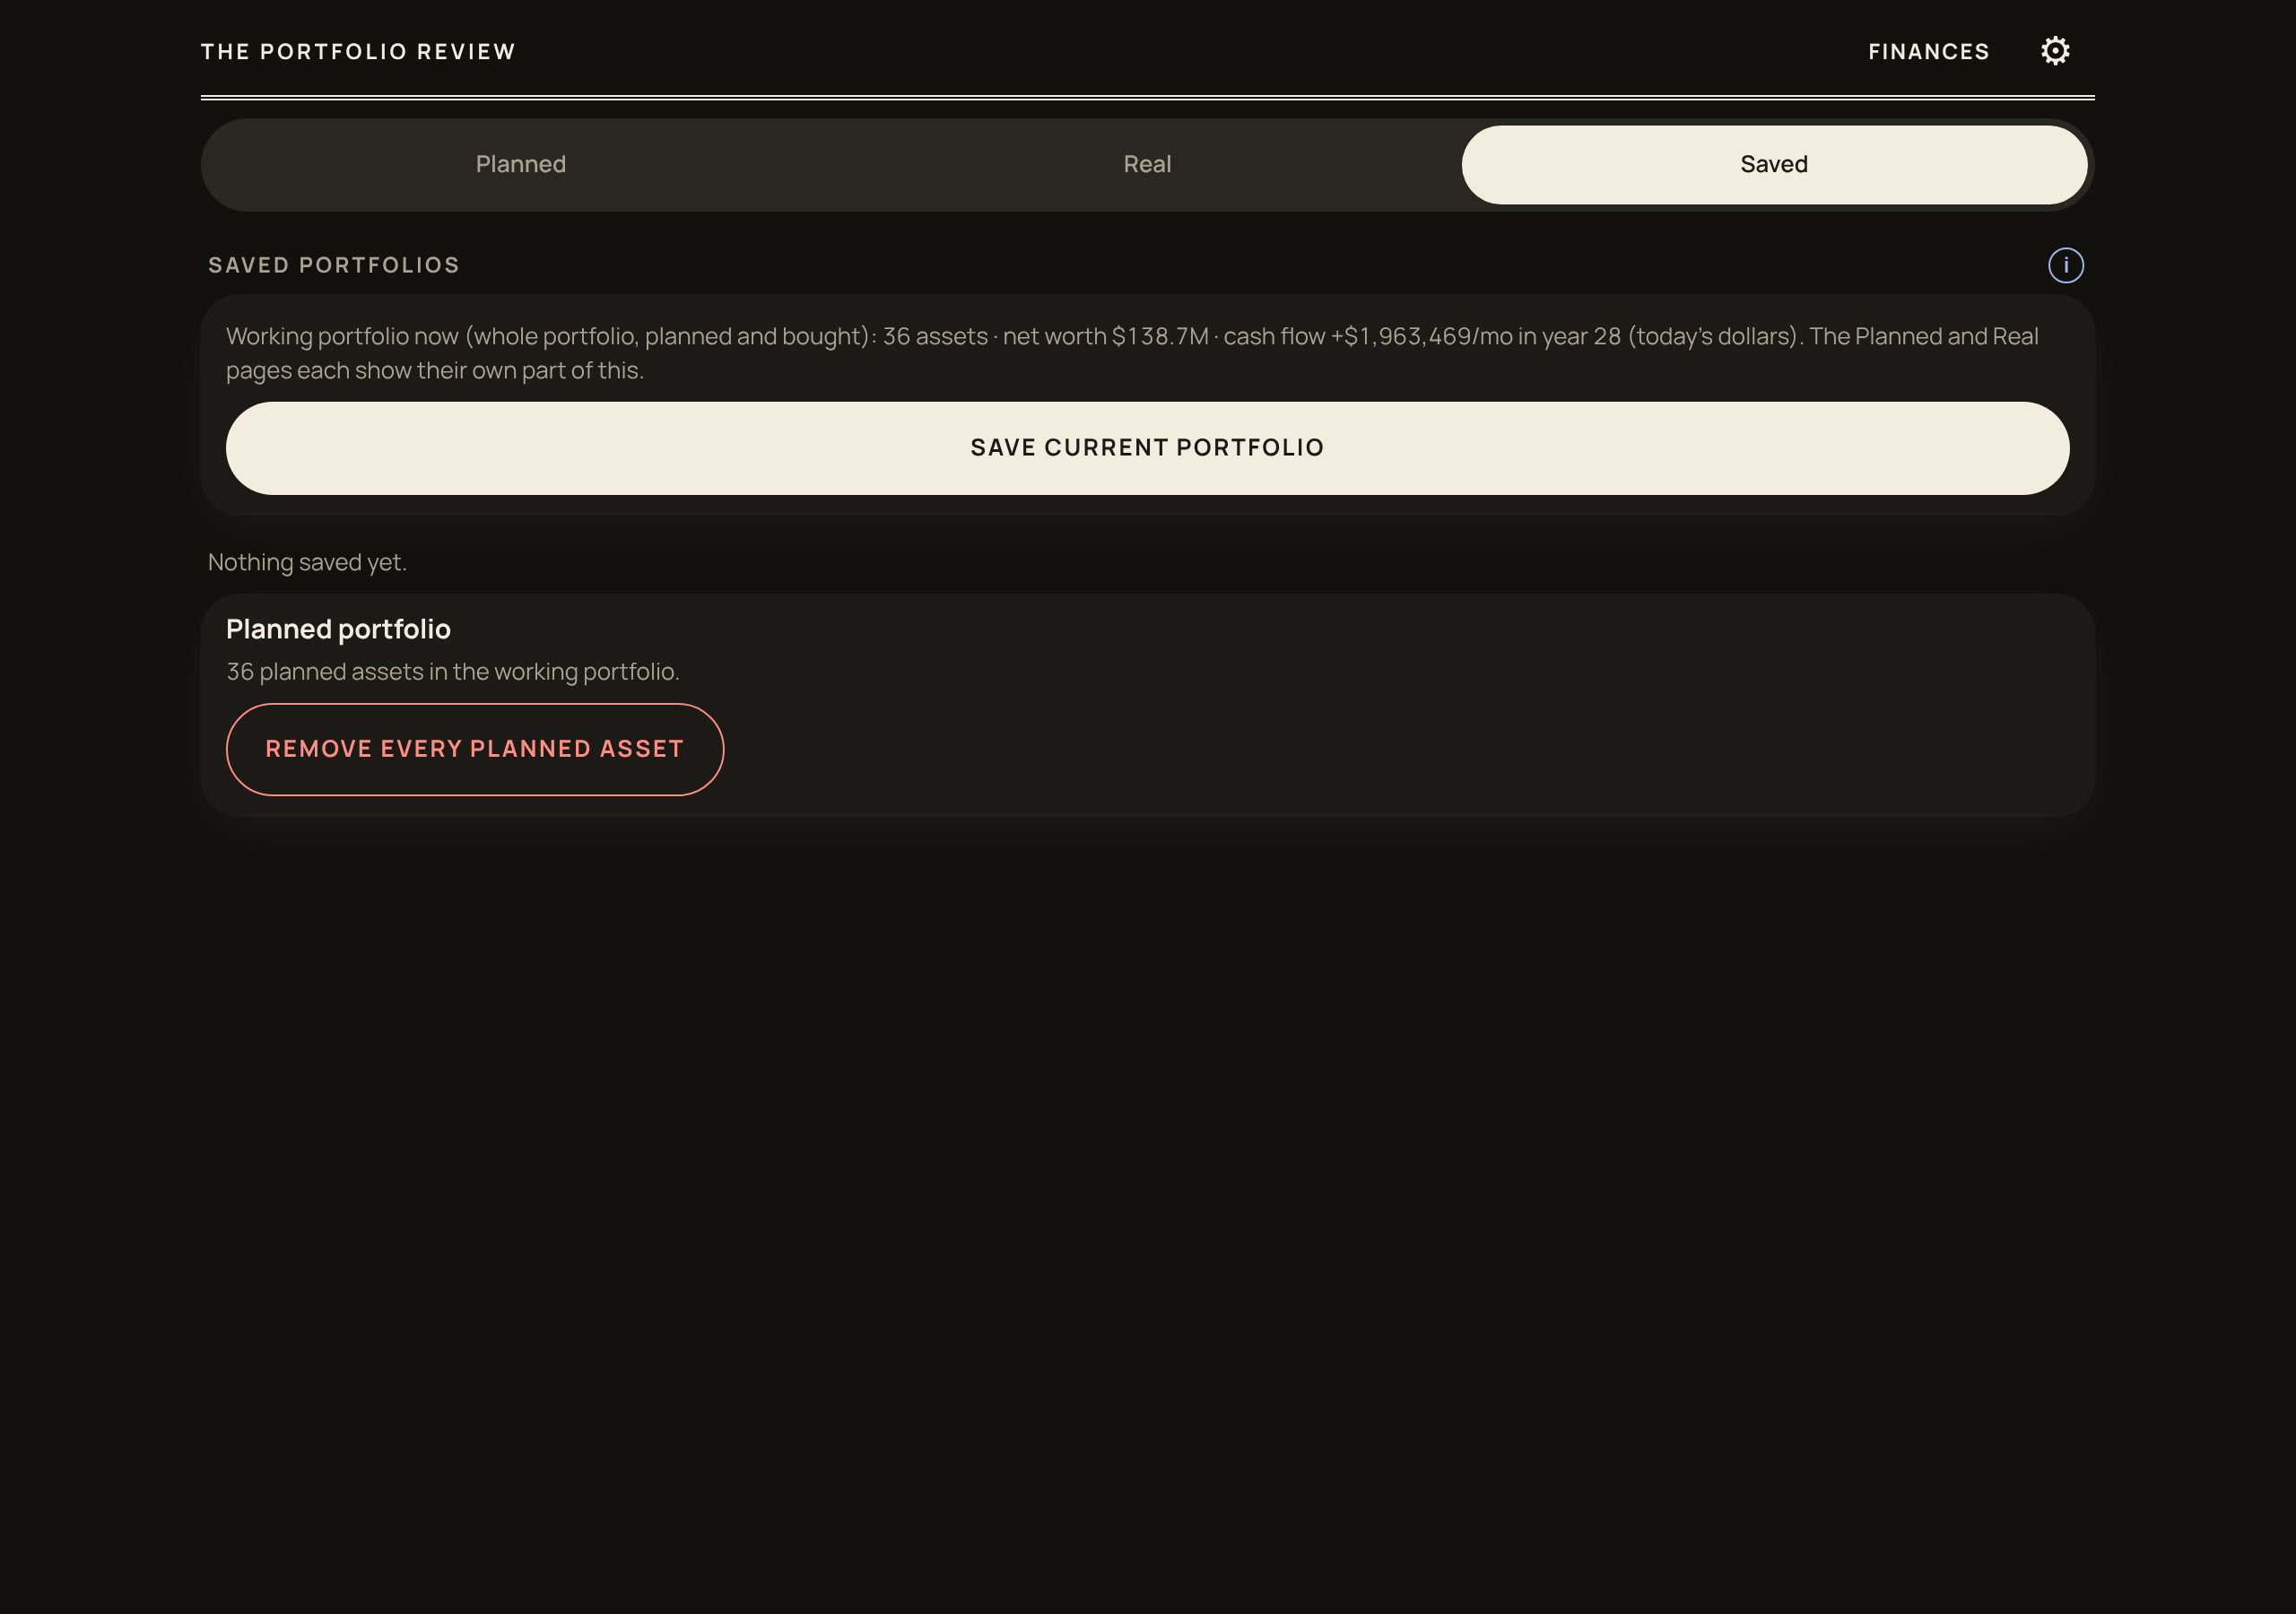 THE PORTFOLIO REVIEW
FINANCES
Planned
Real
Saved
SAVED PORTFOLIOS
i
Working portfolio now (whole portfolio, planned and bought): 36 assets · net worth $138.7M · cash flow +$1,963,469/mo in year 28 (today's dollars). The Planned and Real
pages each show their own part of this.
SAVE CURRENT PORTFOLIO
Nothing saved yet.
Planned portfolio
36 planned assets in the working portfolio.
REMOVE EVERY PLANNED ASSET